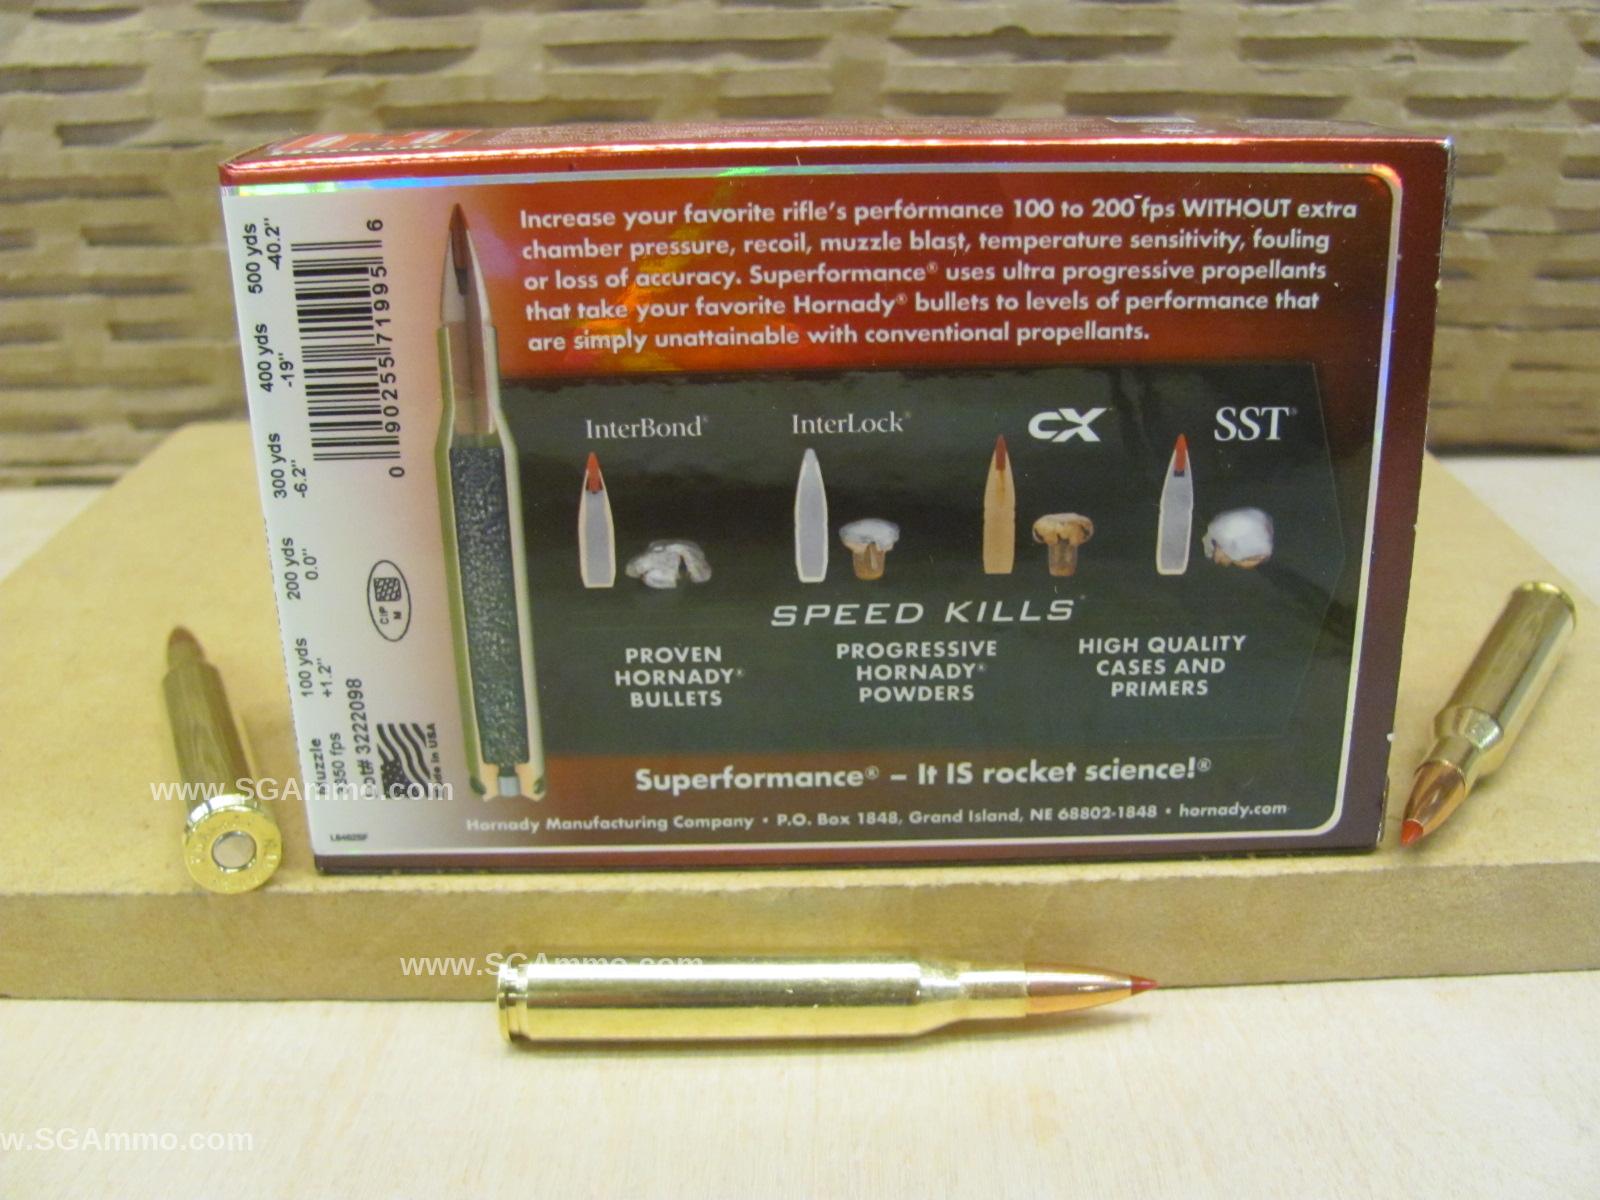 Increase your favorite rifle's performance 100 to 200 fps WITHOUT extra
chamber pressure, recoil, muzzle blast, temperature sensitivity, fouling
or loss of accuracy. Superformance® uses ultra progressive propellants
that take your favorite Hornady® bullets to levels of performance that
are simply unattainable with conventional propellants.
InterBond®
InterLock®
CX
SST®
SPEED KILLS
PROVEN
HORNADY®
BULLETS
PROGRESSIVE
HORNADY®
POWDERS
HIGH QUALITY
CASES AND
PRIMERS
Superformance® – It IS rocket science!®
Hornady Manufacturing Company • P.O. Box 1848, Grand Island, NE 68802-1848 • hornady.com
100 yds 200 yds 300 yds 400 yds 500 yds
+1.2" 0.0" -6.2" -19" -40.2"
fps
3222098
in USA
CIP
M
0 90255 71995 6
www.SGAmmo.com
www.SGAmmo.com
w.SGAmmo.com